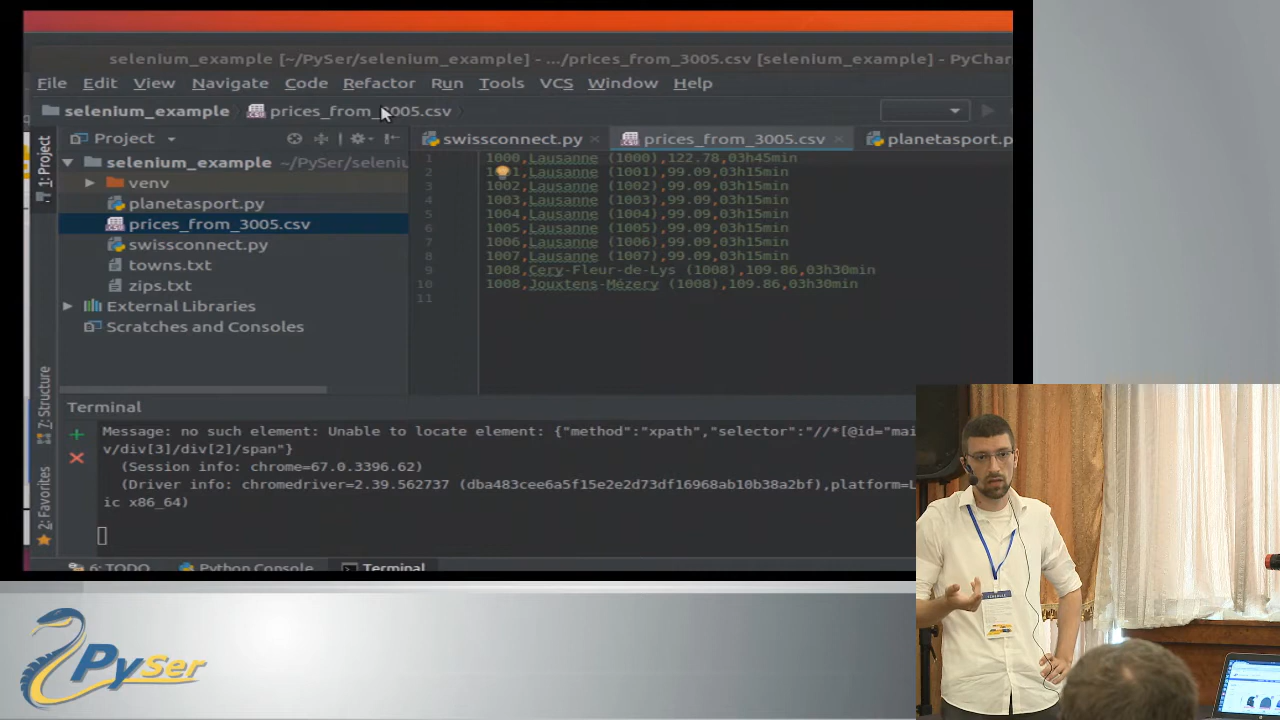 selenium_example [~/PySer/selenium_example] - .../prices_from_3005.csv [selenium_example] - PyChar
File Edit View Navigate Code Refactor Run Tools VCS Window Help
selenium_example prices_from_3005.csv
1: Project
Project
swissconnect.py prices_from_3005.csv planetasport.p
selenium_example ~/PySer/seleniu
venv
planetasport.py
prices_from_3005.csv
swissconnect.py
towns.txt
zips.txt
External Libraries
Scratches and Consoles
1 1000,Lausanne (1000),122.78,03h45min
2 1001,Lausanne (1001),99.09,03h15min
3 1002,Lausanne (1002),99.09,03h15min
4 1003,Lausanne (1003),99.09,03h15min
5 1004,Lausanne (1004),99.09,03h15min
6 1005,Lausanne (1005),99.09,03h15min
7 1006,Lausanne (1006),99.09,03h15min
8 1007,Lausanne (1007),99.09,03h15min
9 1008,Cery-Fleur-de-Lys (1008),109.86,03h30min
10 1008,Jouxtens-Mézery (1008),109.86,03h30min
11
7: Structure
2: Favorites
Terminal
Message: no such element: Unable to locate element: {"method":"xpath","selector":"//*[@id="mai
v/div[3]/div[2]/span"}
(Session info: chrome=67.0.3396.62)
(Driver info: chromedriver=2.39.562737 (dba483cee6a5f15e2e2d73df16968ab10b38a2bf),platform=L
ic x86_64)
6: TODO Python Console Terminal
PySer